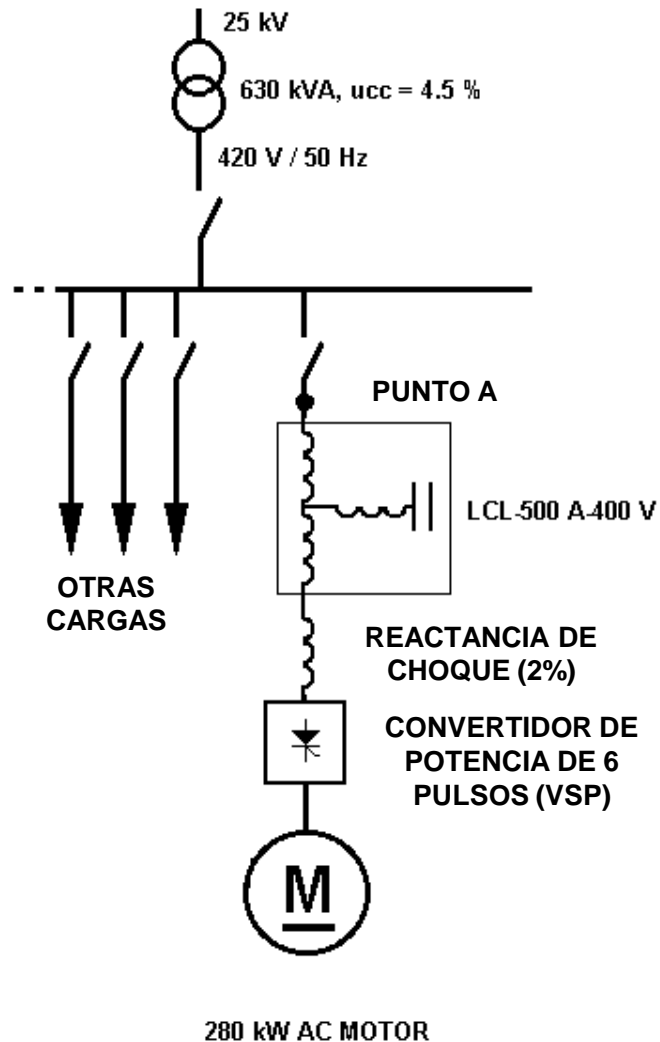 25 kV
630 kVA, ucc = 4.5 %
420 V / 50 Hz
PUNTO A
LCL-500 A-400 V
OTRAS
CARGAS
REACTANCIA DE
CHOQUE (2%)
CONVERTIDOR DE
POTENCIA DE 6
PULSOS (VSP)
M
280 kW AC MOTOR